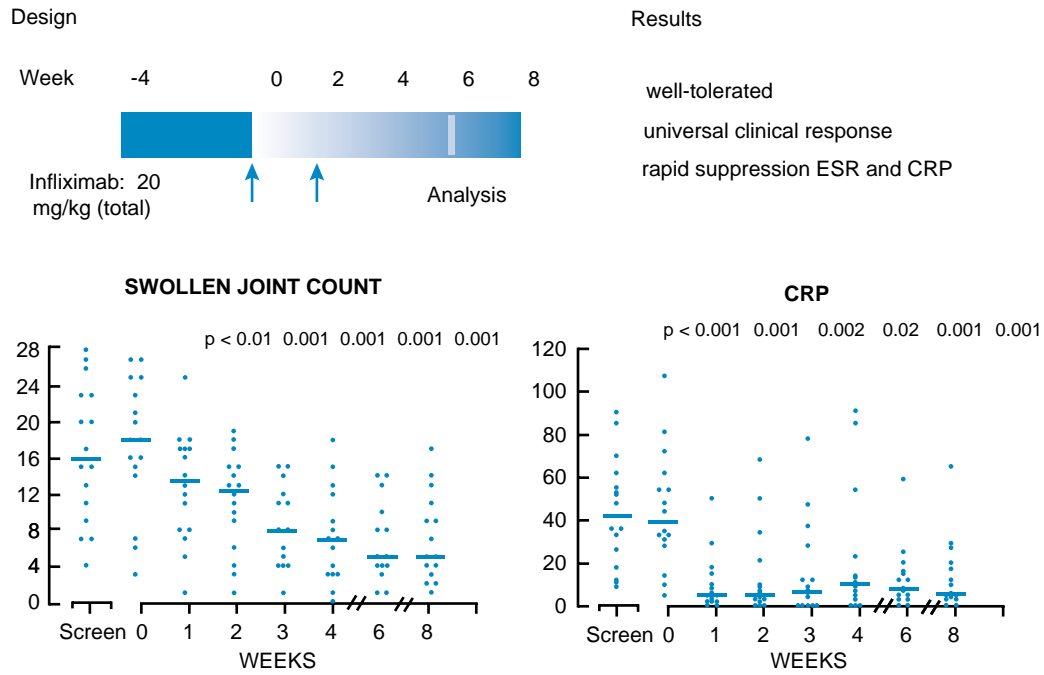 Design
Results
Week -4 0 2 4 6 8
well-tolerated
universal clinical response
rapid suppression ESR and CRP
Infliximab: 20
mg/kg (total)
Analysis
SWOLLEN JOINT COUNT
p < 0.01 0.001 0.001 0.001 0.001
28
24
20
16
12
8
4
0
Screen 0 1 2 3 4 6 8
WEEKS
CRP
p < 0.001 0.001 0.002 0.02 0.001 0.001
120
100
80
60
40
20
0
Screen 0 1 2 3 4 6 8
WEEKS